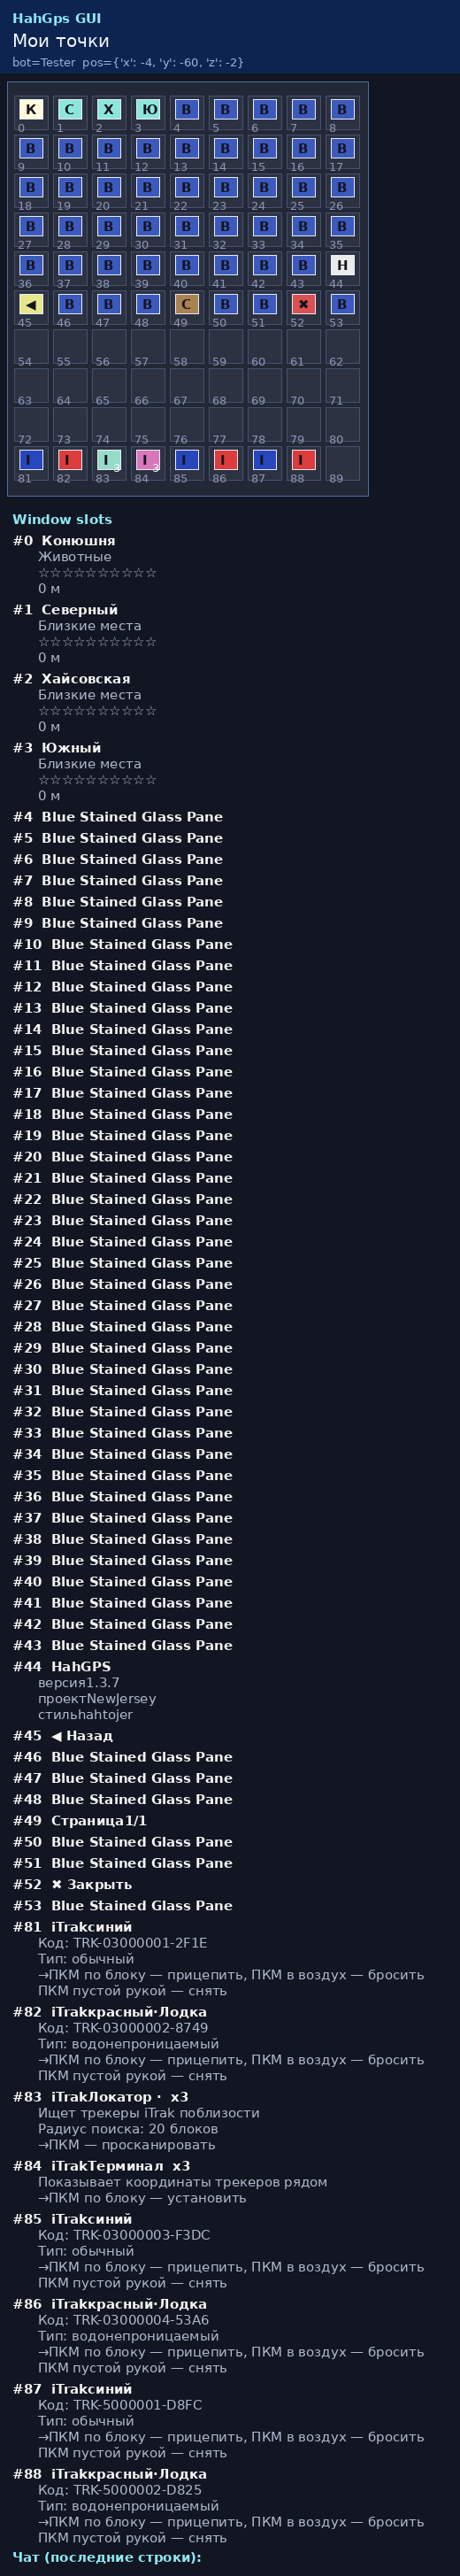 HahGps GUI
Мои точки
bot=Tester  pos={'x': -4, 'y': -60, 'z': -2}
К С Х Ю B B B B B
0 1 2 3 4 5 6 7 8
B B B B B B B B B
9 10 11 12 13 14 15 16 17
B B B B B B B B B
18 19 20 21 22 23 24 25 26
B B B B B B B B B
27 28 29 30 31 32 33 34 35
B B B B B B B B H
36 37 38 39 40 41 42 43 44
◀ B B B С B B ✖ B
45 46 47 48 49 50 51 52 53
54 55 56 57 58 59 60 61 62
63 64 65 66 67 68 69 70 71
72 73 74 75 76 77 78 79 80
I I I 3 I 3 I I I I
81 82 83 84 85 86 87 88 89
Window slots
#0  Конюшня
Животные
☆☆☆☆☆☆☆☆☆☆
0 м
#1  Северный
Близкие места
☆☆☆☆☆☆☆☆☆☆
0 м
#2  Хайсовская
Близкие места
☆☆☆☆☆☆☆☆☆☆
0 м
#3  Южный
Близкие места
☆☆☆☆☆☆☆☆☆☆
0 м
#4  Blue Stained Glass Pane
#5  Blue Stained Glass Pane
#6  Blue Stained Glass Pane
#7  Blue Stained Glass Pane
#8  Blue Stained Glass Pane
#9  Blue Stained Glass Pane
#10  Blue Stained Glass Pane
#11  Blue Stained Glass Pane
#12  Blue Stained Glass Pane
#13  Blue Stained Glass Pane
#14  Blue Stained Glass Pane
#15  Blue Stained Glass Pane
#16  Blue Stained Glass Pane
#17  Blue Stained Glass Pane
#18  Blue Stained Glass Pane
#19  Blue Stained Glass Pane
#20  Blue Stained Glass Pane
#21  Blue Stained Glass Pane
#22  Blue Stained Glass Pane
#23  Blue Stained Glass Pane
#24  Blue Stained Glass Pane
#25  Blue Stained Glass Pane
#26  Blue Stained Glass Pane
#27  Blue Stained Glass Pane
#28  Blue Stained Glass Pane
#29  Blue Stained Glass Pane
#30  Blue Stained Glass Pane
#31  Blue Stained Glass Pane
#32  Blue Stained Glass Pane
#33  Blue Stained Glass Pane
#34  Blue Stained Glass Pane
#35  Blue Stained Glass Pane
#36  Blue Stained Glass Pane
#37  Blue Stained Glass Pane
#38  Blue Stained Glass Pane
#39  Blue Stained Glass Pane
#40  Blue Stained Glass Pane
#41  Blue Stained Glass Pane
#42  Blue Stained Glass Pane
#43  Blue Stained Glass Pane
#44  HahGPS
версия1.3.7
проектNewJersey
стильhahtojer
#45  ◀ Назад
#46  Blue Stained Glass Pane
#47  Blue Stained Glass Pane
#48  Blue Stained Glass Pane
#49  Страница1/1
#50  Blue Stained Glass Pane
#51  Blue Stained Glass Pane
#52  ✖ Закрыть
#53  Blue Stained Glass Pane
#81  iTrakсиний
Код: TRK-03000001-2F1E
Тип: обычный
→ПКМ по блоку — прицепить, ПКМ в воздух — бросить
ПКМ пустой рукой — снять
#82  iTrakкрасный·Лодка
Код: TRK-03000002-8749
Тип: водонепроницаемый
→ПКМ по блоку — прицепить, ПКМ в воздух — бросить
ПКМ пустой рукой — снять
#83  iTrakЛокатор ·  x3
Ищет трекеры iTrak поблизости
Радиус поиска: 20 блоков
→ПКМ — просканировать
#84  iTrakТерминал  x3
Показывает координаты трекеров рядом
→ПКМ по блоку — установить
#85  iTrakсиний
Код: TRK-03000003-F3DC
Тип: обычный
→ПКМ по блоку — прицепить, ПКМ в воздух — бросить
ПКМ пустой рукой — снять
#86  iTrakкрасный·Лодка
Код: TRK-03000004-53A6
Тип: водонепроницаемый
→ПКМ по блоку — прицепить, ПКМ в воздух — бросить
ПКМ пустой рукой — снять
#87  iTrakсиний
Код: TRK-5000001-D8FC
Тип: обычный
→ПКМ по блоку — прицепить, ПКМ в воздух — бросить
ПКМ пустой рукой — снять
#88  iTrakкрасный·Лодка
Код: TRK-5000002-D825
Тип: водонепроницаемый
→ПКМ по блоку — прицепить, ПКМ в воздух — бросить
ПКМ пустой рукой — снять
Чат (последние строки):